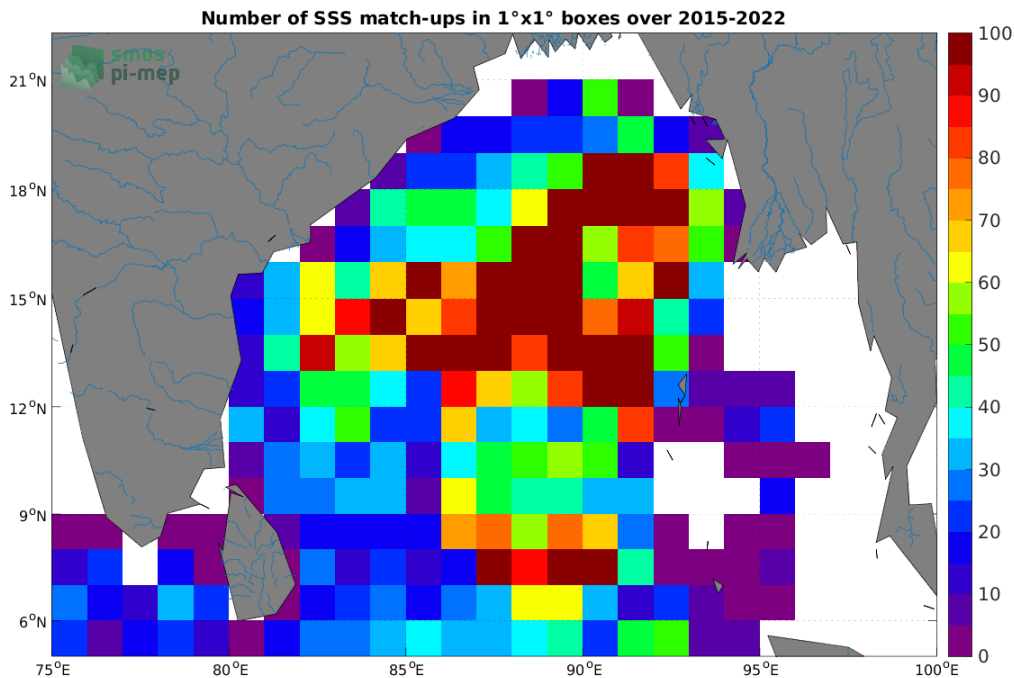 Number of SSS match-ups in 1°x1° boxes over 2015-2022
smos
pi-mep
21°N
18°N
15°N
12°N
9°N
6°N
75°E
80°E
85°E
90°E
95°E
100°E
100
90
80
70
60
50
40
30
20
10
0